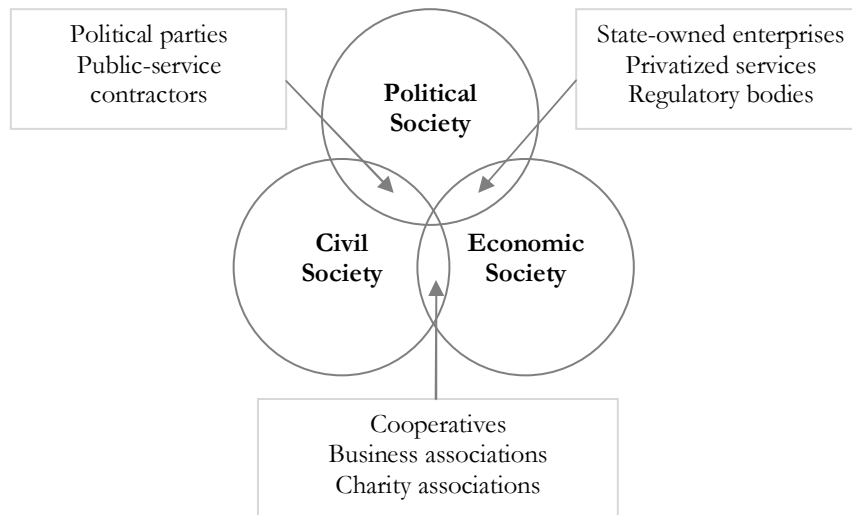 Political parties
Public-service
contractors
State-owned enterprises
Privatized services
Regulatory bodies
Political
Society
Civil
Society
Economic
Society
Cooperatives
Business associations
Charity associations